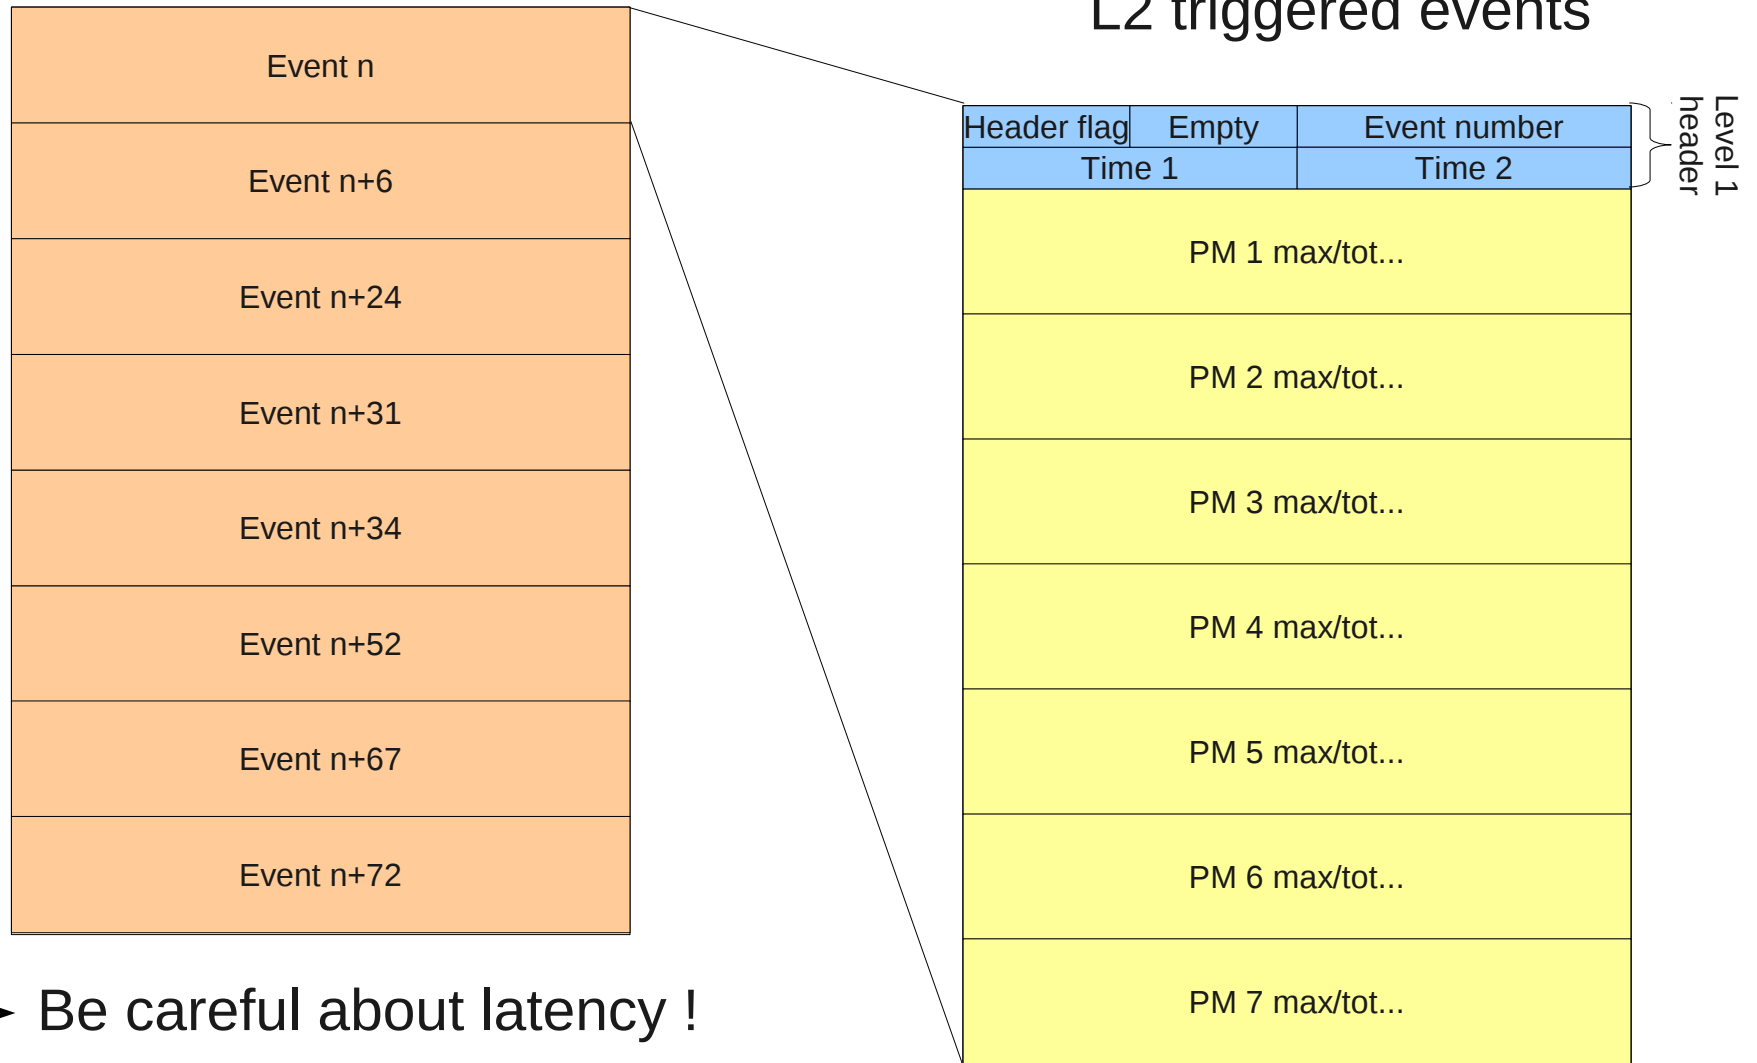 L2 triggered events
Event n
Event n+6
Event n+24
Event n+31
Event n+34
Event n+52
Event n+67
Event n+72
Header flag Empty Event number
Time 1 Time 2
Level 1
header
PM 1 max/tot...
PM 2 max/tot...
PM 3 max/tot...
PM 4 max/tot...
PM 5 max/tot...
PM 6 max/tot...
PM 7 max/tot...
Be careful about latency !